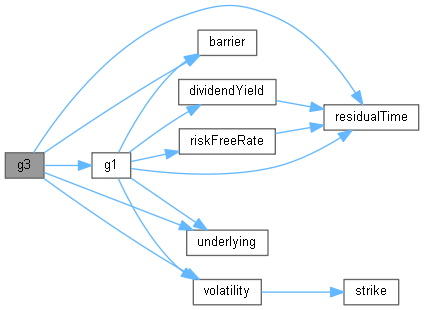 barrier
dividendYield
residualTime
riskFreeRate
g3
g1
underlying
volatility
strike